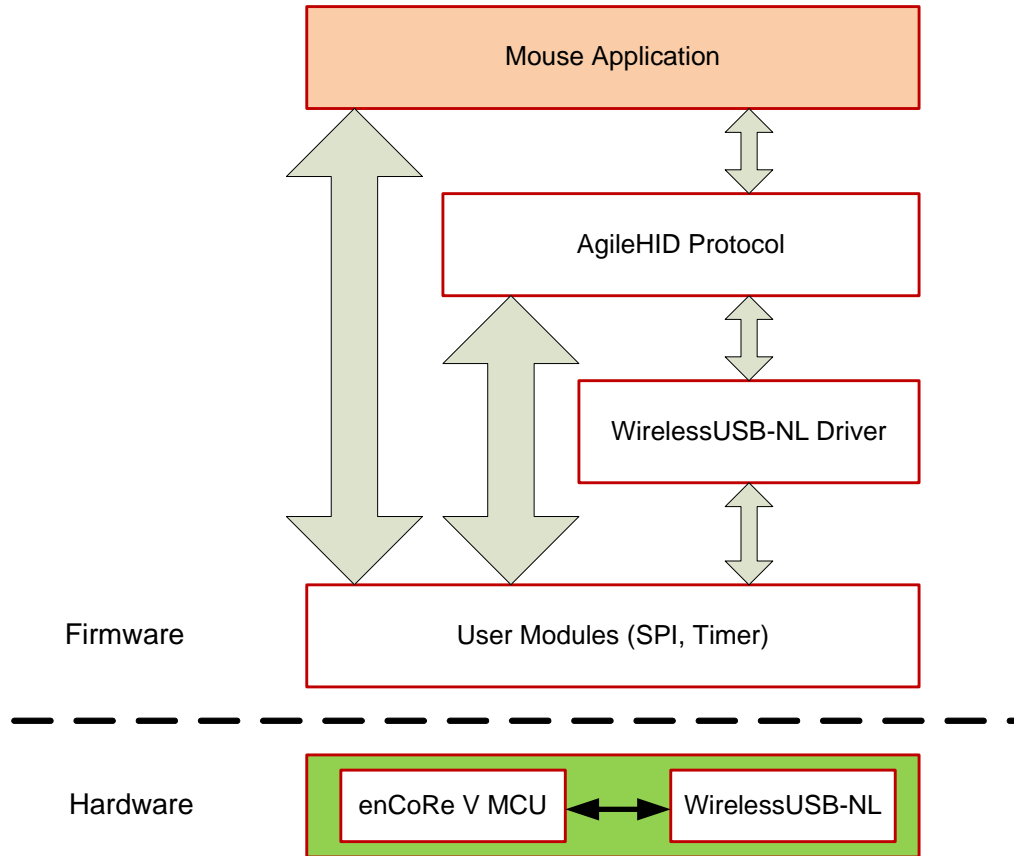 Mouse Application
AgileHID Protocol
WirelessUSB-NL Driver
Firmware
User Modules (SPI, Timer)
Hardware
enCoRe V MCU
WirelessUSB-NL